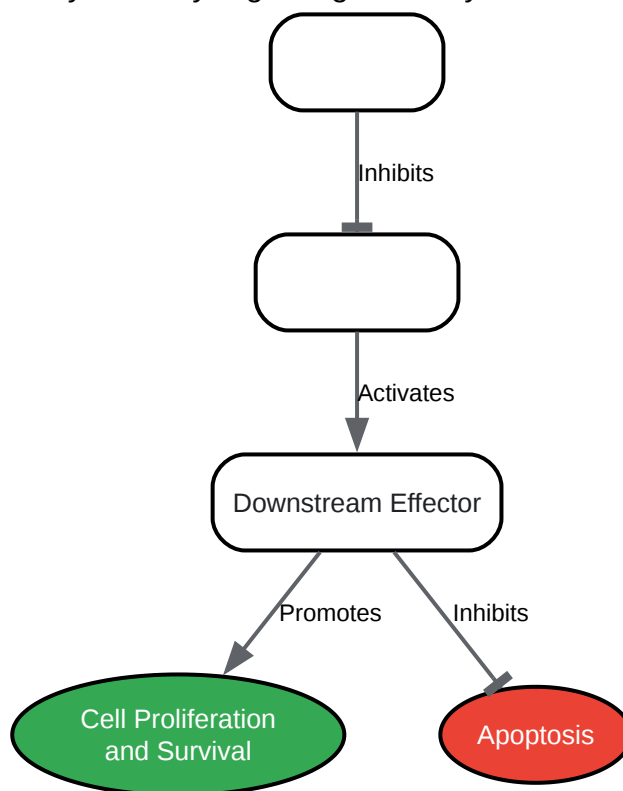 Inhibits
Activates
Downstream Effector
Promotes
Inhibits
Cell Proliferation
and Survival
Apoptosis